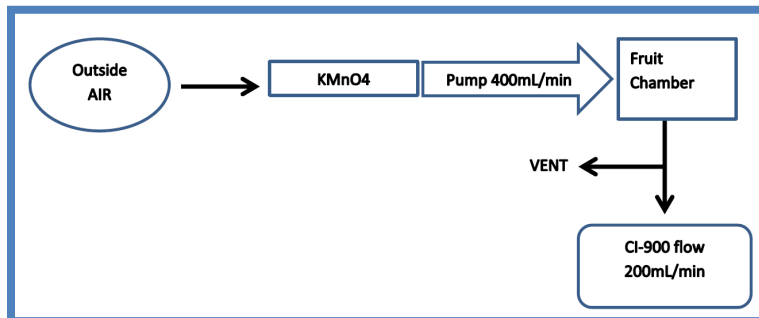 Outside
AIR
KMnO4
Pump 400mL/min
Fruit
Chamber
VENT
CI-900 flow
200mL/min